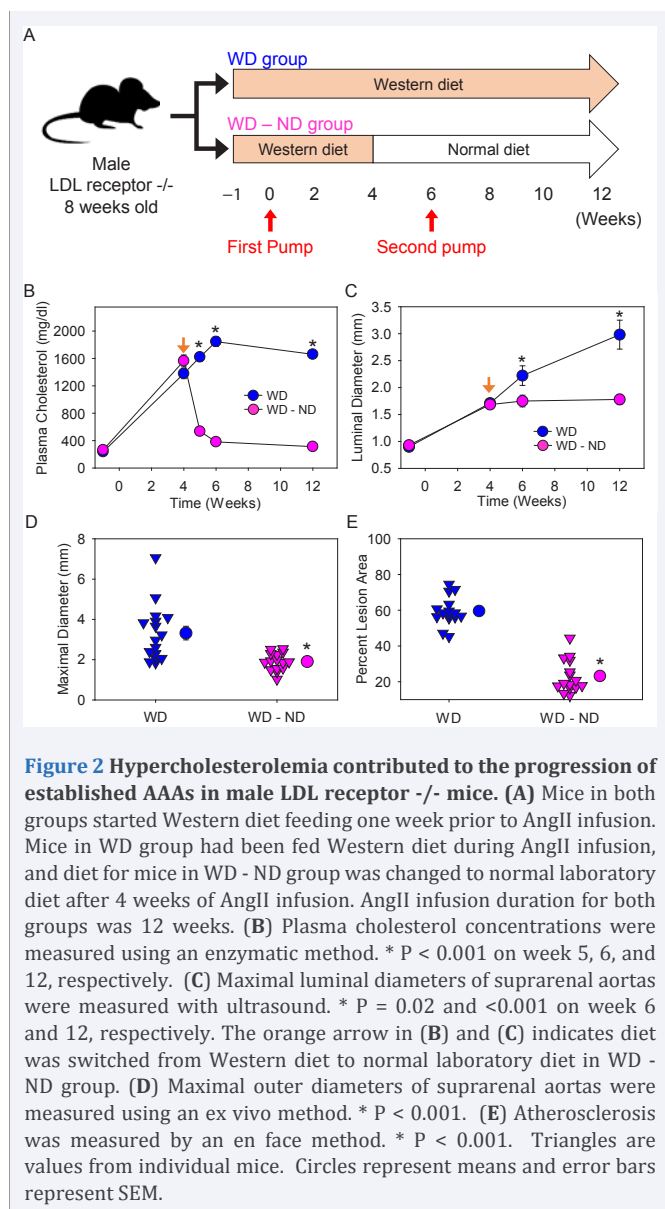 A
WD group
Western diet
WD – ND group
Western diet
Normal diet
Male
LDL receptor -/-
8 weeks old
–1 0 2 4 6 8 10 12
(Weeks)
First Pump
Second pump
B
Plasma Cholesterol (mg/dl)
2000
1600
1200
800
400
0
*
*
*
WD
WD - ND
0 4 6 12
Time (Weeks)
C
Luminal Diameter (mm)
3.5
3.0
2.5
2.0
1.5
1.0
0.5
*
*
WD
WD - ND
0 4 6 12
Time (Weeks)
D
Maximal Diameter (mm)
8
6
4
2
0
*
WD
WD - ND
E
Percent Lesion Area
100
80
60
40
20
*
WD
WD - ND
Figure 2 Hypercholesterolemia contributed to the progression of
established AAAs in male LDL receptor -/- mice. (A) Mice in both
groups started Western diet feeding one week prior to AngII infusion.
Mice in WD group had been fed Western diet during AngII infusion,
and diet for mice in WD - ND group was changed to normal laboratory
diet after 4 weeks of AngII infusion. AngII infusion duration for both
groups was 12 weeks. (B) Plasma cholesterol concentrations were
measured using an enzymatic method. * P < 0.001 on week 5, 6, and
12, respectively. (C) Maximal luminal diameters of suprarenal aortas
were measured with ultrasound. * P = 0.02 and <0.001 on week 6
and 12, respectively. The orange arrow in (B) and (C) indicates diet
was switched from Western diet to normal laboratory diet in WD -
ND group. (D) Maximal outer diameters of suprarenal aortas were
measured using an ex vivo method. * P < 0.001. (E) Atherosclerosis
was measured by an en face method. * P < 0.001. Triangles are
values from individual mice. Circles represent means and error bars
represent SEM.